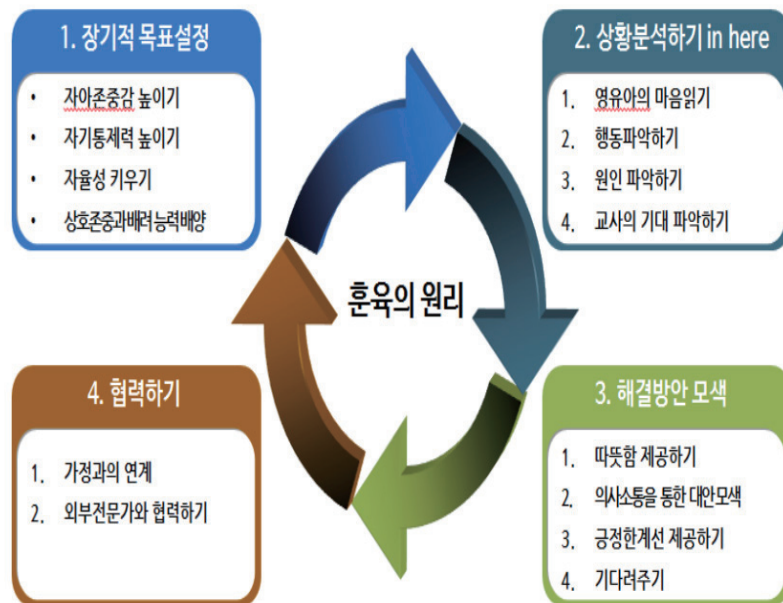 1. 장기적 목표설정
• 자아존중감 높이기
• 자기통제력 높이기
• 자율성 키우기
• 상호존중과배려 능력배양
2. 상황분석하기 in here
1. 영유아의 마음읽기
2. 행동파악하기
3. 원인 파악하기
4. 교사의 기대 파악하기
훈육의 원리
4. 협력하기
1. 가정과의 연계
2. 외부전문가와 협력하기
3. 해결방안 모색
1. 따뜻함 제공하기
2. 의사소통을 통한 대안모색
3. 긍정한계선 제공하기
4. 기다려주기